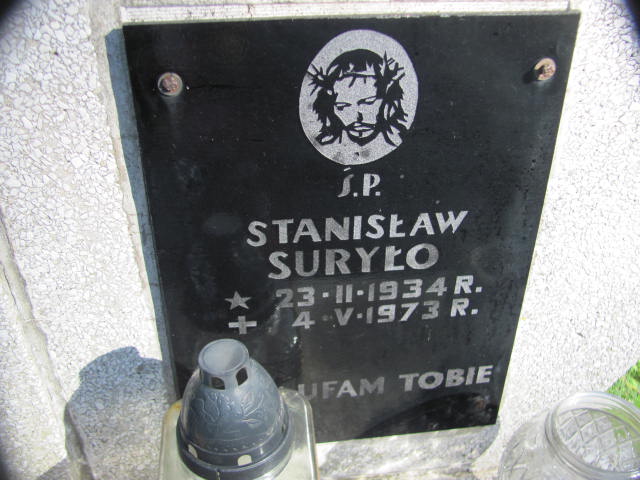 Ś.P.
STANISŁAW
SURYŁO
23·II·1934 R.
4·V·1973 R.
UFAM TOBIE